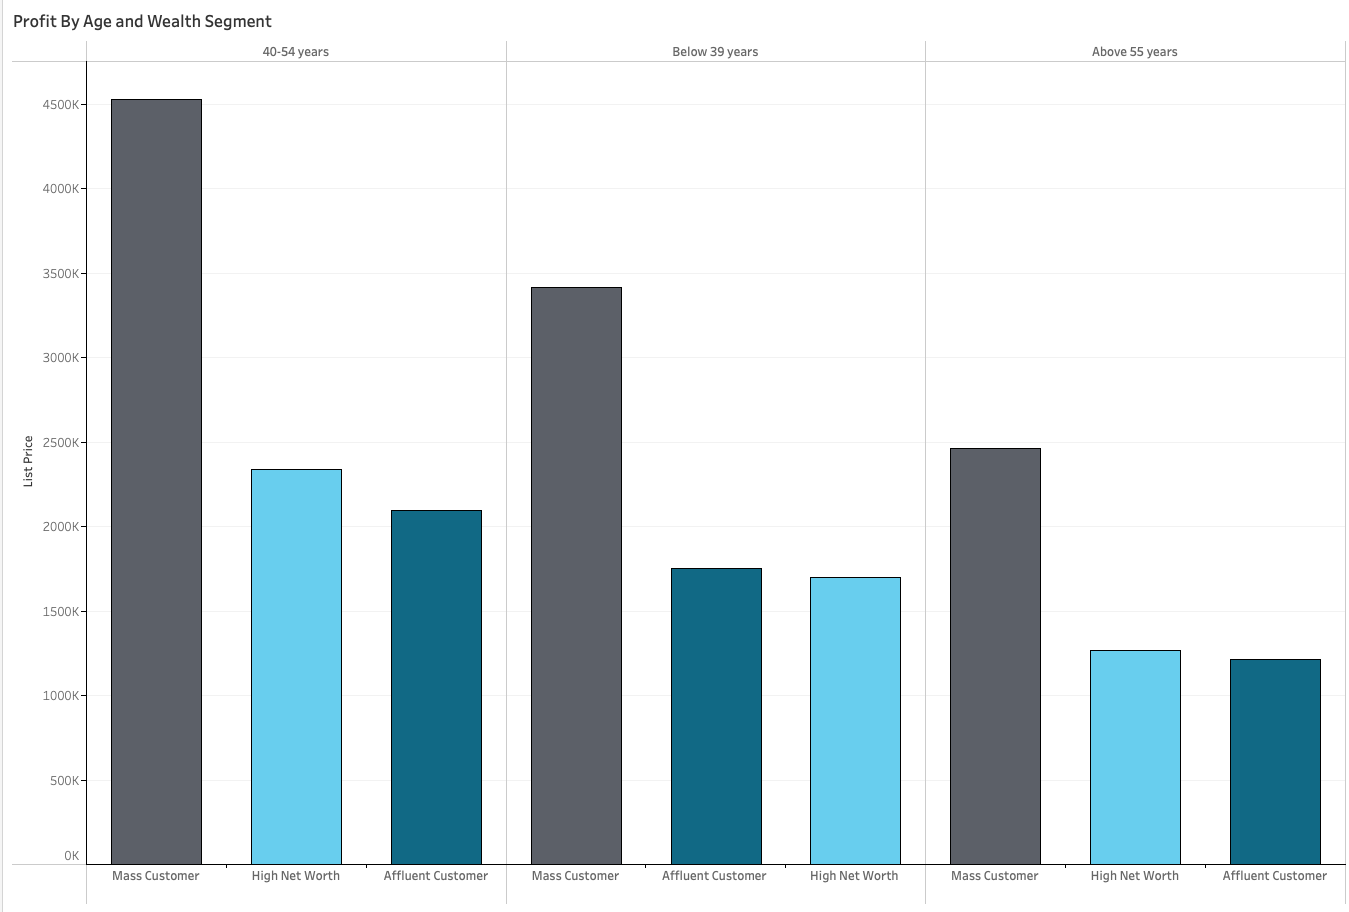 Profit By Age and Wealth Segment
40-54 years
Below 39 years
Above 55 years
List Price
4500K
4000K
3500K
3000K
2500K
2000K
1500K
1000K
500K
0K
Mass Customer
High Net Worth
Affluent Customer
Mass Customer
Affluent Customer
High Net Worth
Mass Customer
High Net Worth
Affluent Customer